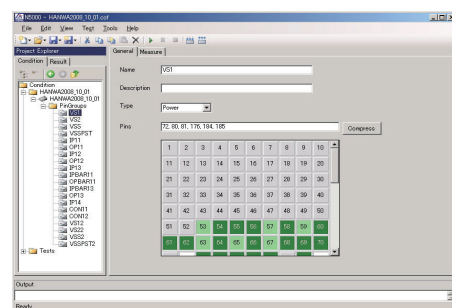 N5000 - HANWA2008_10_01.cof
File Edit View Test Tools Help
Project Explorer
Condition Result
Condition
HANWA2008_10_01
HANWA2008_10_01
PinGroups
VS1
VS2
VSS
VSSPST
IP11
OP11
IP12
OP12
IP13
IPBAR11
OPBAR11
IPBAR13
OP13
IP14
CON11
CON12
VS12
VS22
VSS2
VSSPST2
Tests
General Measure
Name VS1
Description
Type Power
Pins 72, 80, 81, 176, 184, 185 Compress
1 2 3 4 5 6 7 8 9 10
11 12 13 14 15 16 17 18 19 20
21 22 23 24 25 26 27 28 29 30
31 32 33 34 35 36 37 38 39 40
41 42 43 44 45 46 47 48 49 50
51 52 53 54 55 56 57 58 59 60
61 62 63 64 65 66 67 68 69 70
Output
Ready